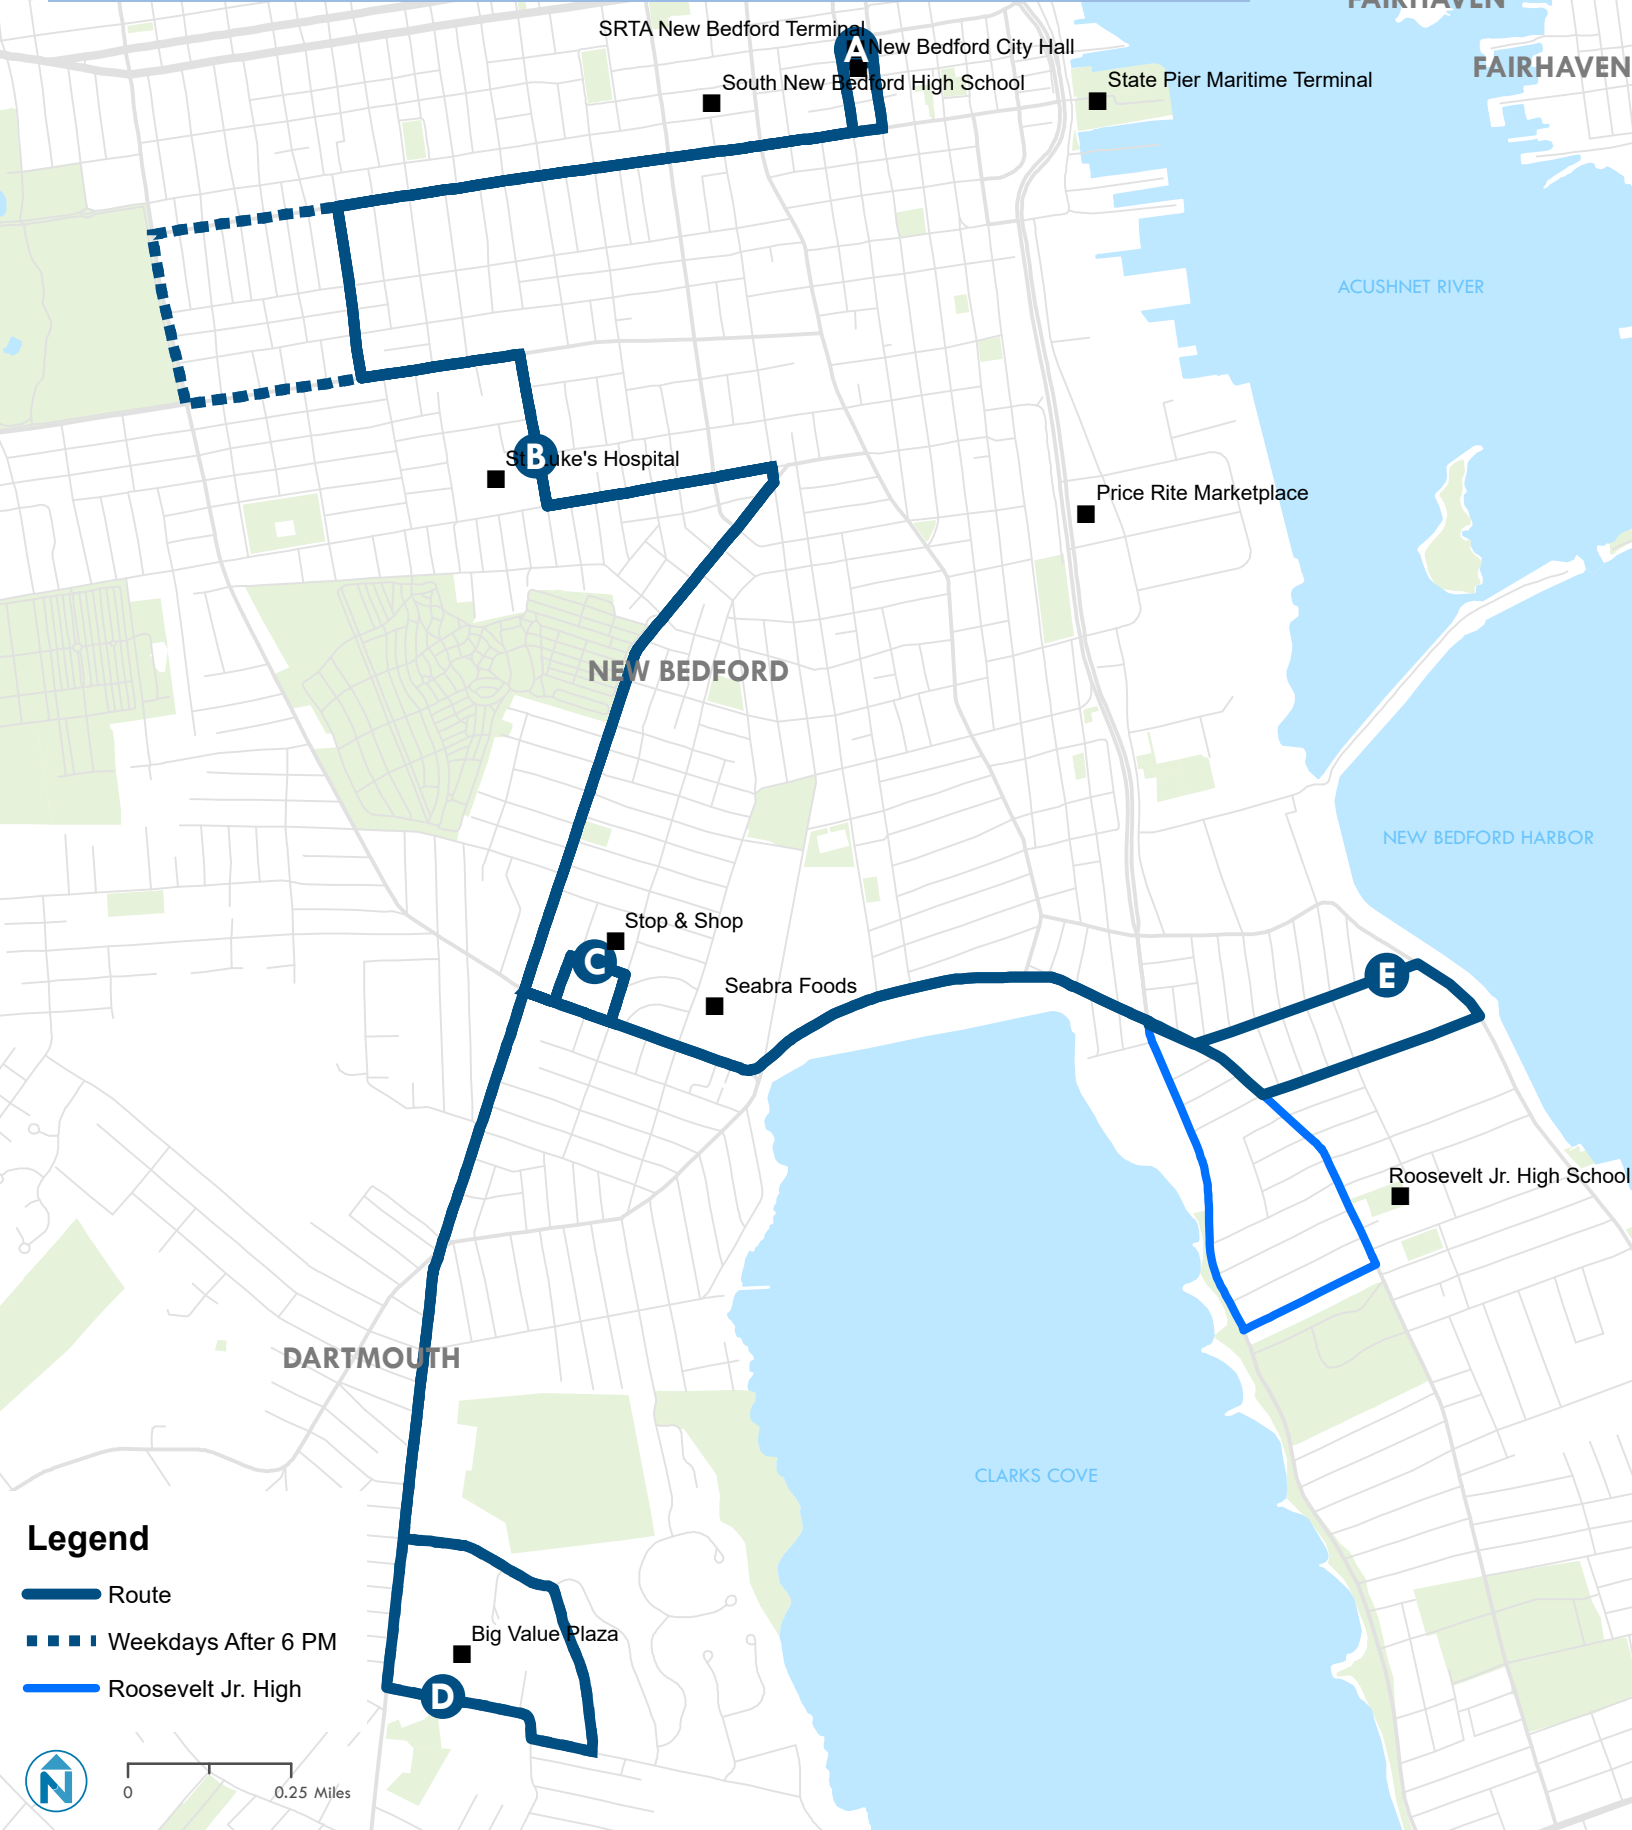 FAIRHAVEN
SRTA New Bedford Terminal
A
New Bedford City Hall
FAIRHAVEN
South New Bedford High School
State Pier Maritime Terminal
ACUSHNET RIVER
B
St Luke's Hospital
Price Rite Marketplace
NEW BEDFORD
NEW BEDFORD HARBOR
Stop & Shop
C
E
Seabra Foods
Roosevelt Jr. High School
DARTMOUTH
CLARKS COVE
Legend
Route
Weekdays After 6 PM
Roosevelt Jr. High
Big Value Plaza
D
N
0
0.25 Miles